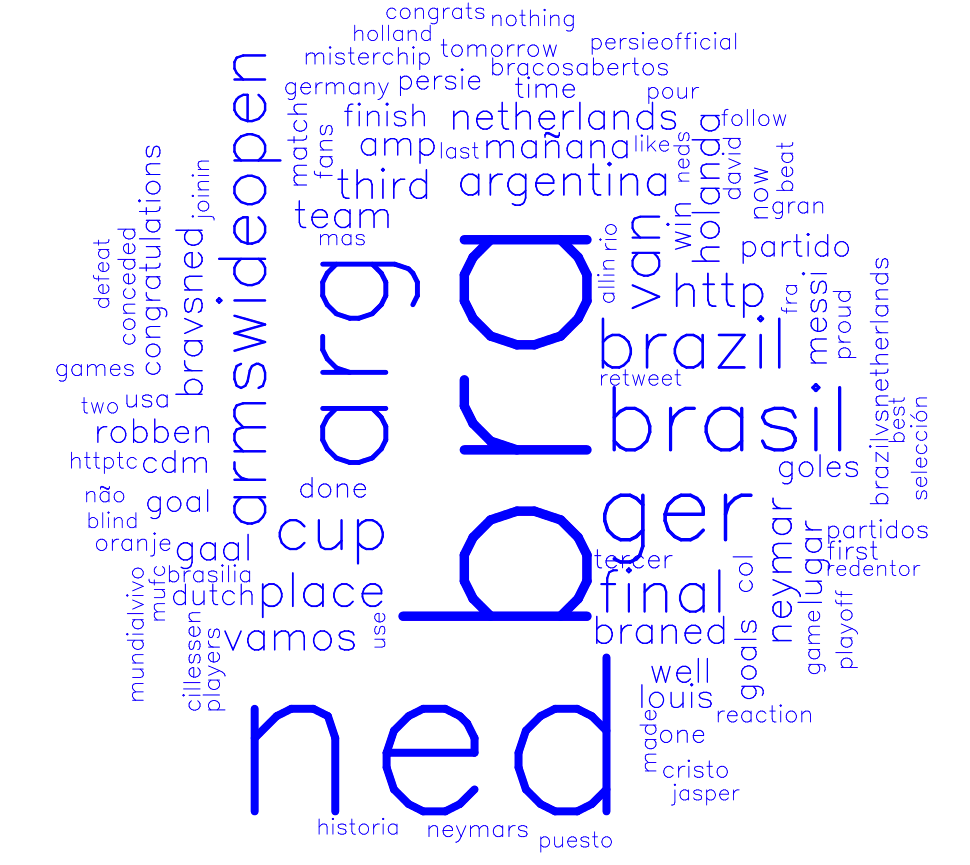 congrats
nothing
holland
tomorrow
persieofficial
misterchip
bracosabertos
germany
persie
time
pour
match
fans
finish
netherlands
holanda
follow
amp
last
mañana
like
neds
david
beat
armswideopen
congratulations
joinin
third
argentina
now
gran
team
win
van
mas
arg
bra
allin
rio
partido
defeat
conceded
bravsned
http
fra
messi
proud
brazilvsnetherlands
brazil
games
retweet
two
usa
brasil
best
selección
robben
httptc
cdm
goles
não
goal
done
ger
neymar
lugar
blind
cup
partidos
oranje
gaal
tercer
col
first
mundialvivo
mufc
brasilia
redentor
dutch
place
final
playoff
cillessen
players
vamos
use
braned
goals
game
ned
well
louis
made
reaction
one
cristo
jasper
historia
neymars
puesto